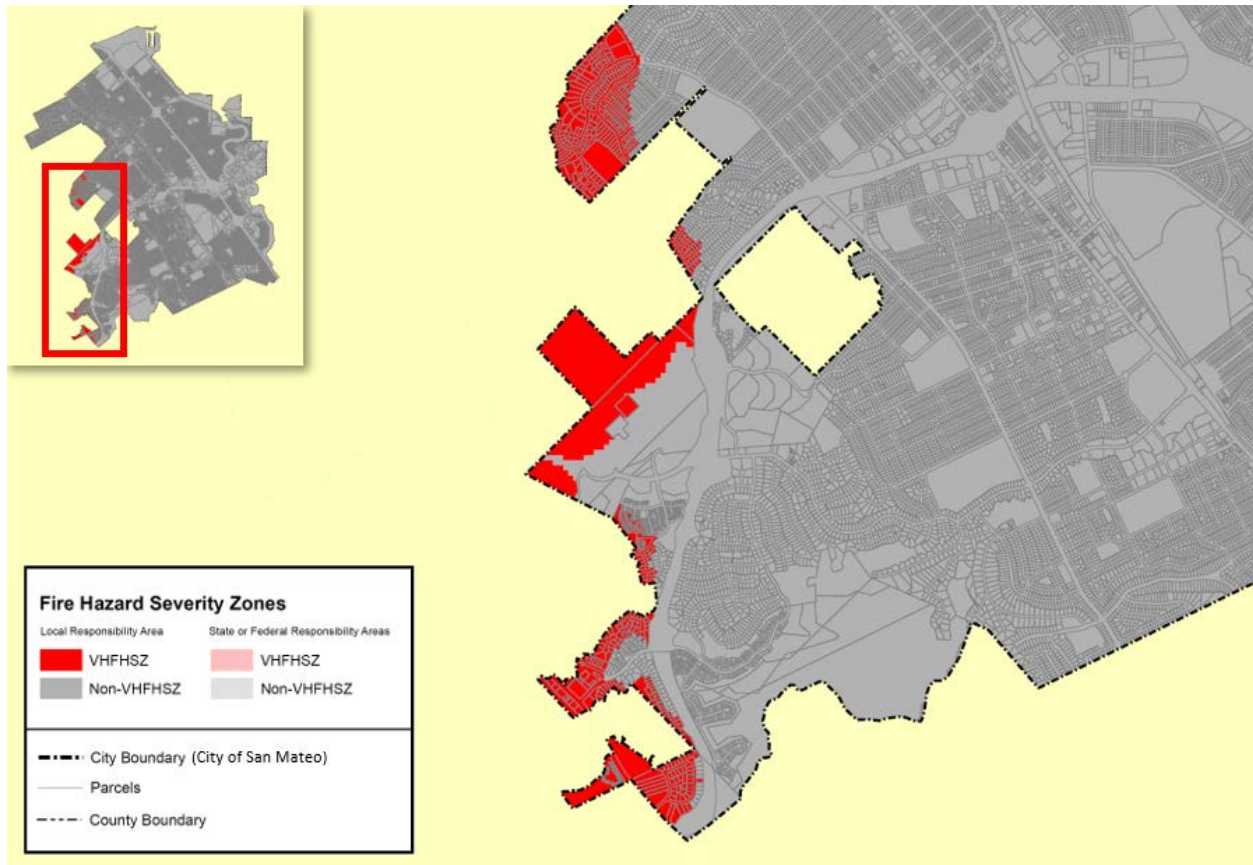 Fire Hazard Severity Zones
Local Responsibility Area State or Federal Responsibility Areas
VHFHSZ VHFHSZ
Non-VHFHSZ Non-VHFHSZ
City Boundary (City of San Mateo)
Parcels
County Boundary